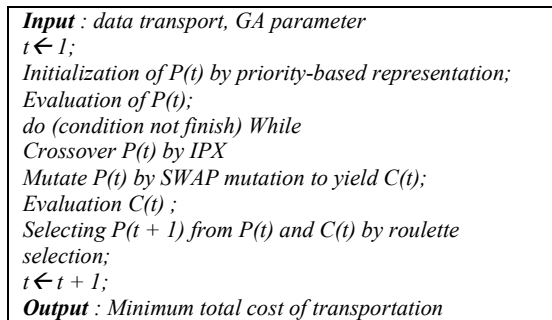 Input : data transport, GA parameter
t ← 1;
Initialization of P(t) by priority-based representation;
Evaluation of P(t);
do (condition not finish) While
Crossover P(t) by IPX
Mutate P(t) by SWAP mutation to yield C(t);
Evaluation C(t) ;
Selecting P(t + 1) from P(t) and C(t) by roulette
selection;
t ← t + 1;
Output : Minimum total cost of transportation